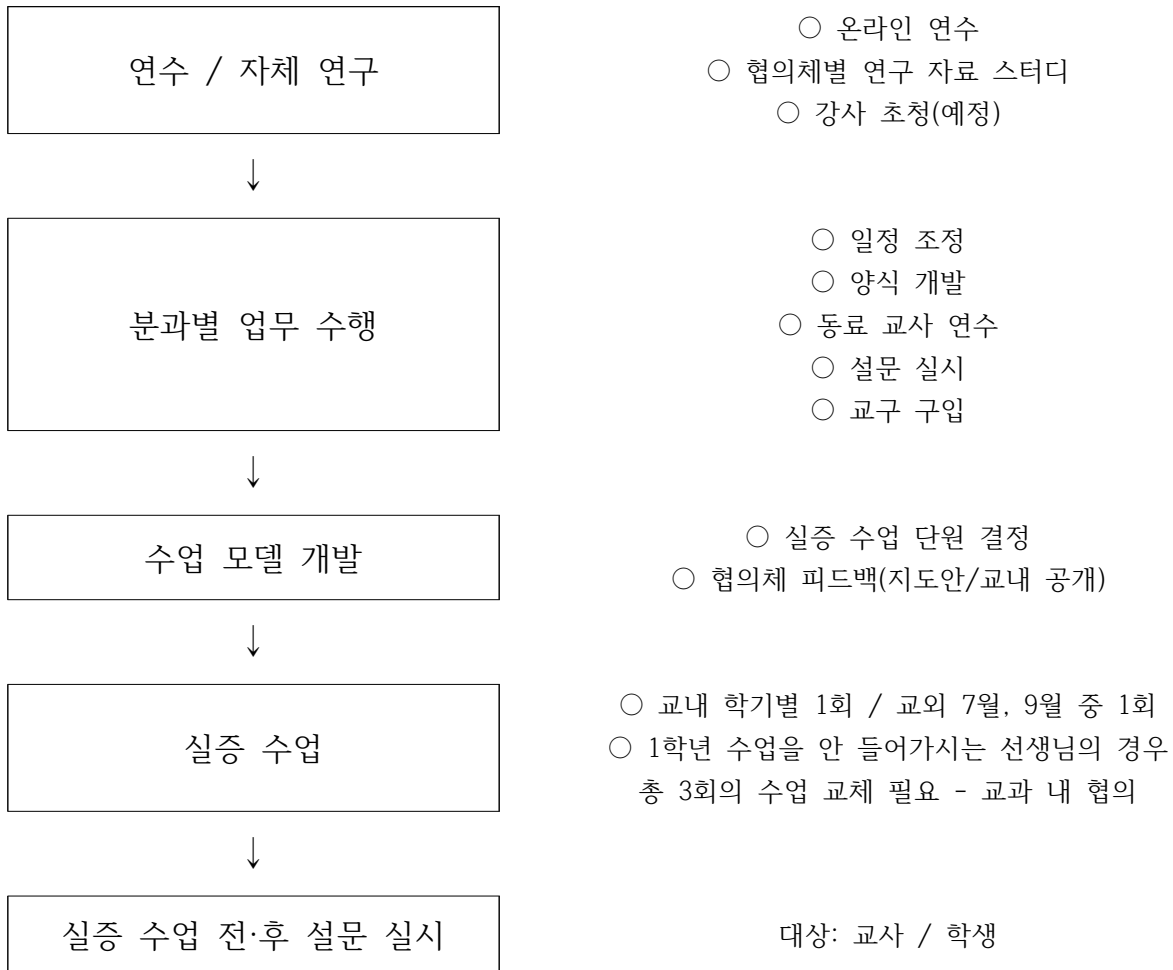 연수 / 자체 연구
○ 온라인 연수
○ 협의체별 연구 자료 스터디
○ 강사 초청(예정)
↓
분과별 업무 수행
○ 일정 조정
○ 양식 개발
○ 동료 교사 연수
○ 설문 실시
○ 교구 구입
↓
수업 모델 개발
○ 실증 수업 단원 결정
○ 협의체 피드백(지도안/교내 공개)
↓
실증 수업
○ 교내 학기별 1회 / 교외 7월, 9월 중 1회
○ 1학년 수업을 안 들어가시는 선생님의 경우
총 3회의 수업 교체 필요 - 교과 내 협의
↓
실증 수업 전·후 설문 실시
대상: 교사 / 학생